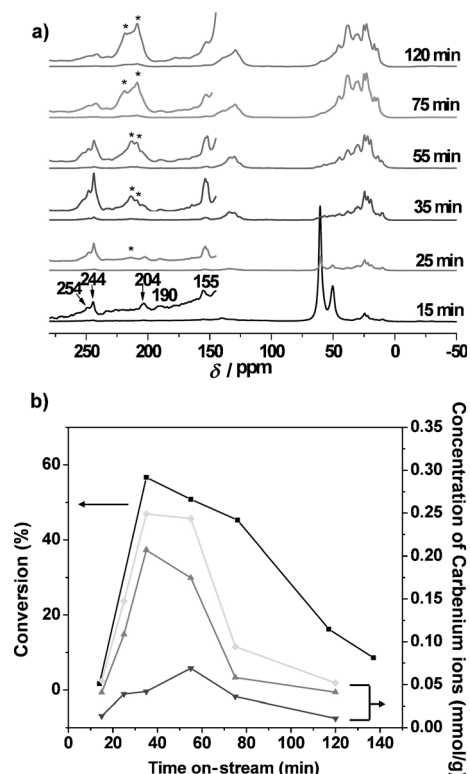 a)
* *
120 min
* *
75 min
* *
55 min
* *
35 min
*
25 min
254 244 204 190 155
15 min
250 200 150 100 50 0 -50
δ / ppm
b)
Conversion (%)
60
40
20
0
0 20 40 60 80 100 120 140
Time on-stream (min)
0.35
0.30
0.25
0.20
0.15
0.10
0.05
0.00
Concentration of Carbenium ions (mmol/g)